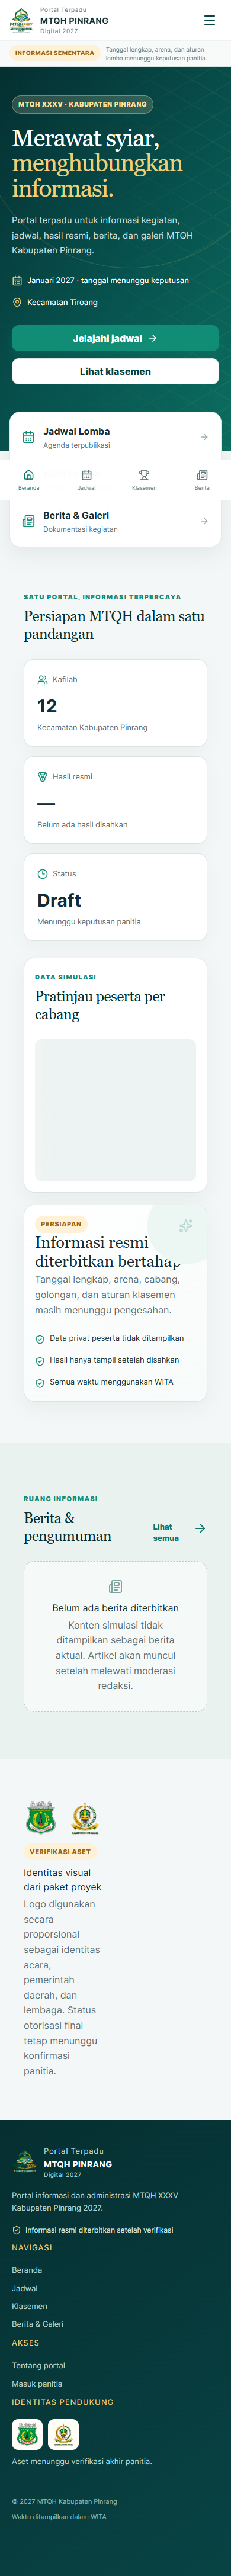 Portal Terpadu
MTQH PINRANG
Digital 2027
INFORMASI SEMENTARA
Tanggal lengkap, arena, dan aturan
lomba menunggu keputusan panitia.
MTQH XXXV · KABUPATEN PINRANG
Merawat syiar,
menghubungkan
informasi.
Portal terpadu untuk informasi kegiatan,
jadwal, hasil resmi, berita, dan galeri MTQH
Kabupaten Pinrang.
Januari 2027 · tanggal menunggu keputusan
Kecamatan Tiroang
Jelajahi jadwal
Lihat klasemen
Jadwal Lomba
Agenda terpublikasi
Beranda
Jadwal
Klasemen
Berita
Berita & Galeri
Dokumentasi kegiatan
SATU PORTAL, INFORMASI TERPERCAYA
Persiapan MTQH dalam satu
pandangan
Kafilah
12
Kecamatan Kabupaten Pinrang
Hasil resmi
—
Belum ada hasil disahkan
Status
Draft
Menunggu keputusan panitia
DATA SIMULASI
Pratinjau peserta per
cabang
PERSIAPAN
Informasi resmi
diterbitkan bertahap
Tanggal lengkap, arena, cabang,
golongan, dan aturan klasemen
masih menunggu pengesahan.
Data privat peserta tidak ditampilkan
Hasil hanya tampil setelah disahkan
Semua waktu menggunakan WITA
RUANG INFORMASI
Berita &
pengumuman
Lihat
semua
Belum ada berita diterbitkan
Konten simulasi tidak
ditampilkan sebagai berita
aktual. Artikel akan muncul
setelah melewati moderasi
redaksi.
VERIFIKASI ASET
Identitas visual
dari paket proyek
Logo digunakan
secara
proporsional
sebagai identitas
acara,
pemerintah
daerah, dan
lembaga. Status
otorisasi final
tetap menunggu
konfirmasi
panitia.
Portal Terpadu
MTQH PINRANG
Digital 2027
Portal informasi dan administrasi MTQH XXXV
Kabupaten Pinrang 2027.
Informasi resmi diterbitkan setelah verifikasi
NAVIGASI
Beranda
Jadwal
Klasemen
Berita & Galeri
AKSES
Tentang portal
Masuk panitia
IDENTITAS PENDUKUNG
Aset menunggu verifikasi akhir panitia.
© 2027 MTQH Kabupaten Pinrang
Waktu ditampilkan dalam WITA